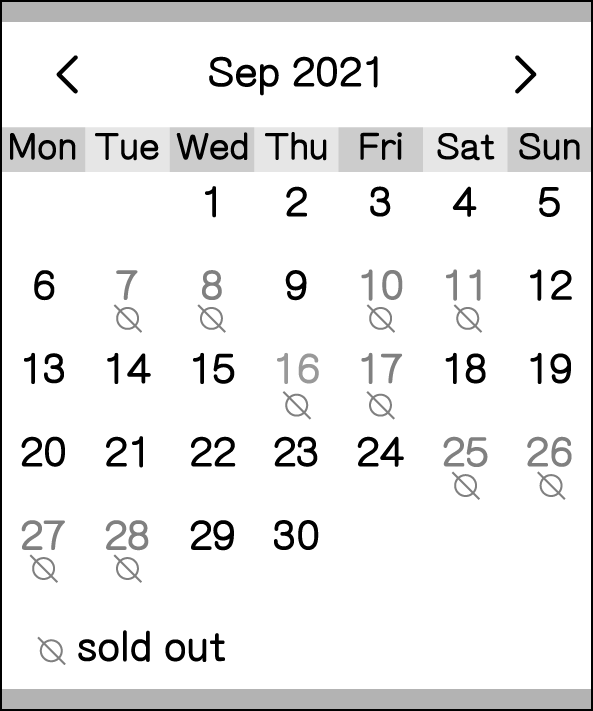 Sep 2021
Mon Tue Wed Thu Fri Sat Sun
1 2 3 4 5
6 7 8 9 10 11 12
13 14 15 16 17 18 19
20 21 22 23 24 25 26
27 28 29 30
sold out